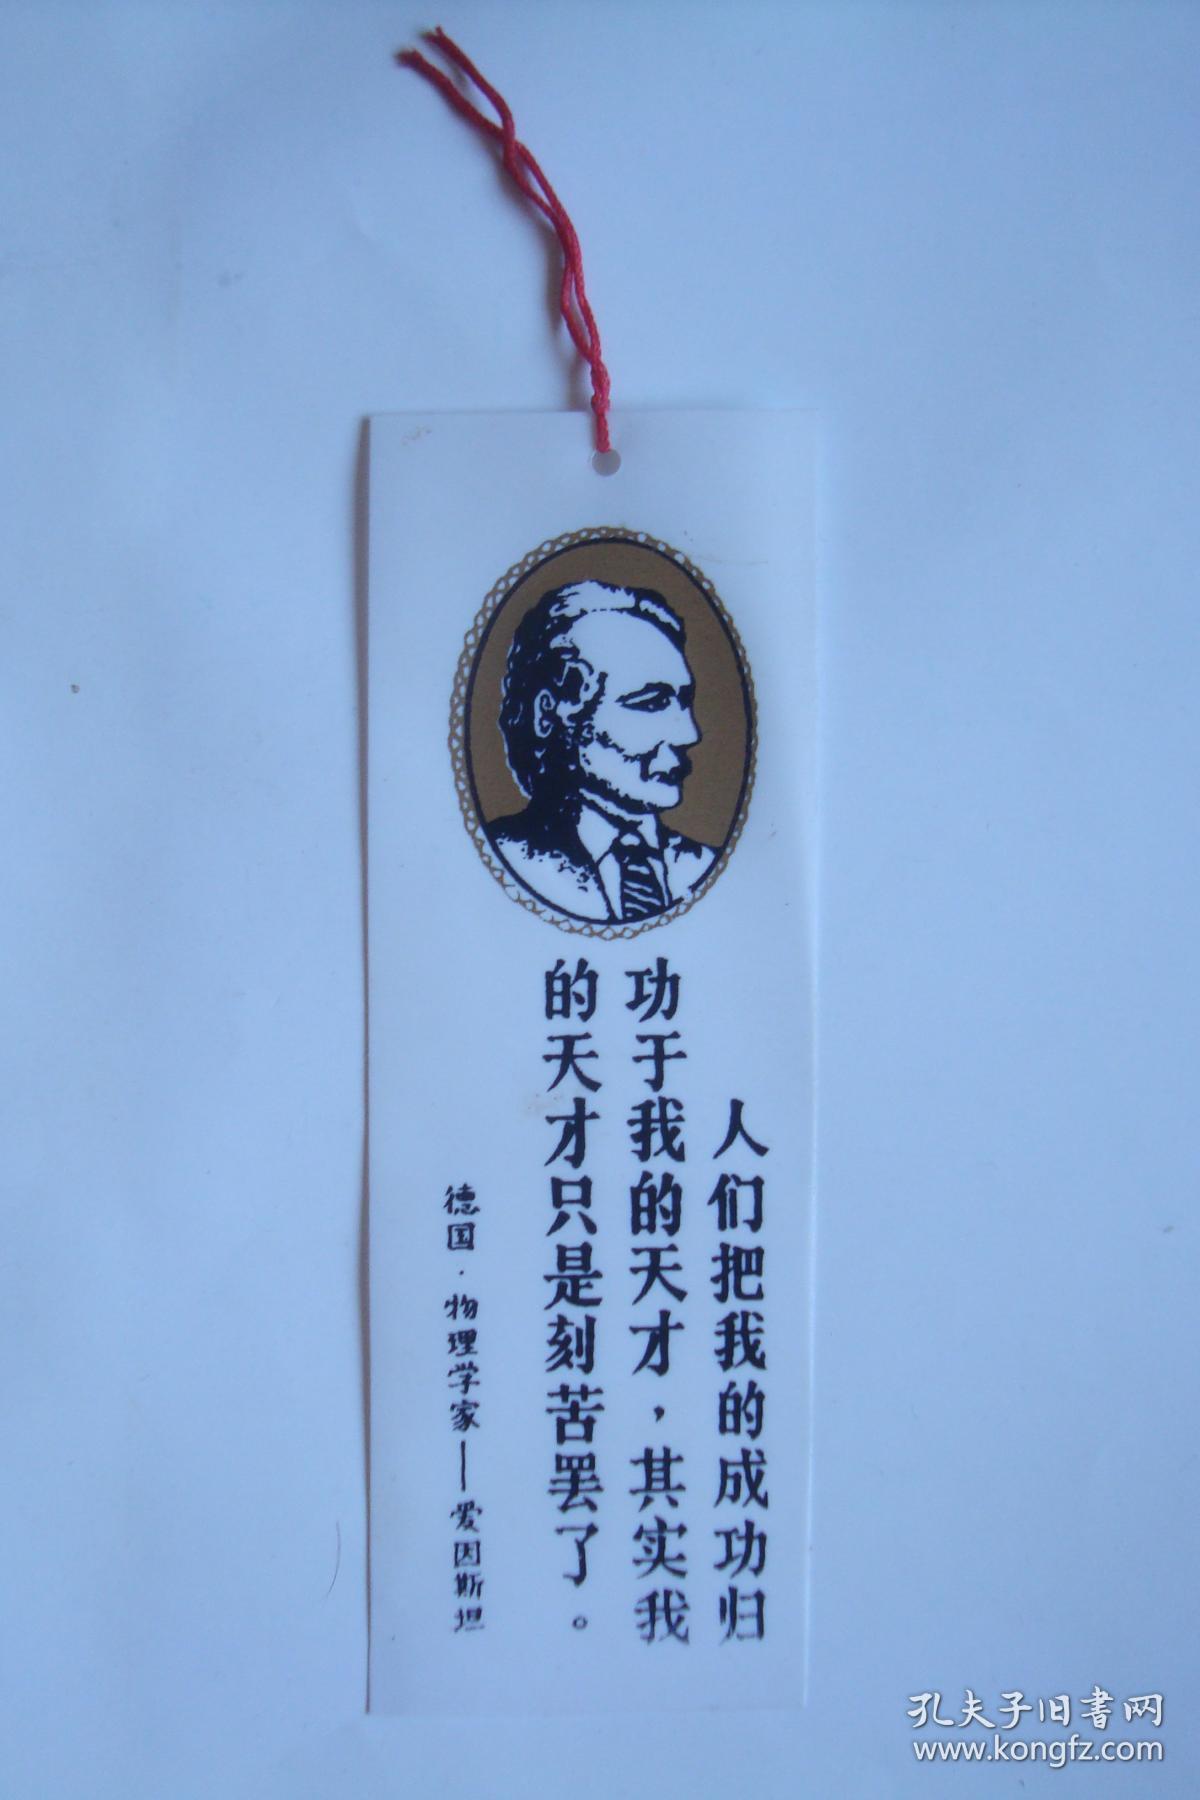 人们把我的成功归
功于我的天才，其实我
的天才只是刻苦罢了。
德国·物理学家——爱因斯坦
孔夫子旧书网
www.kongfz.com